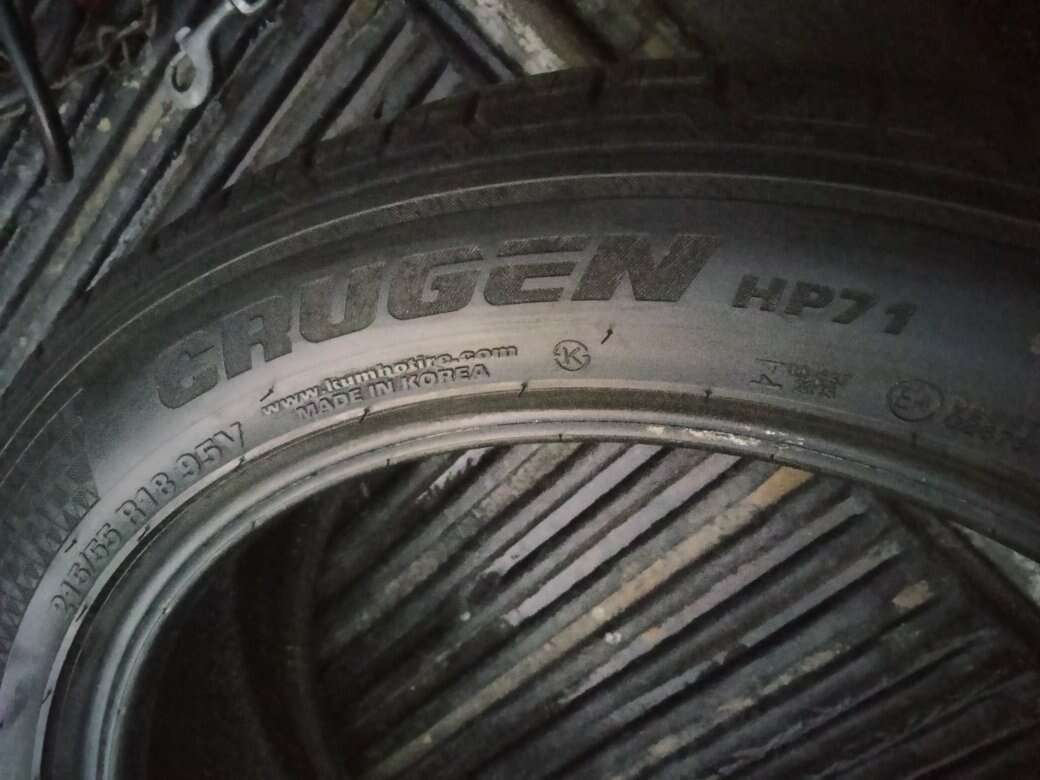 CRUGEN HP71
www.kumhotire.com
MADE IN KOREA
K
215/55 R18 95V